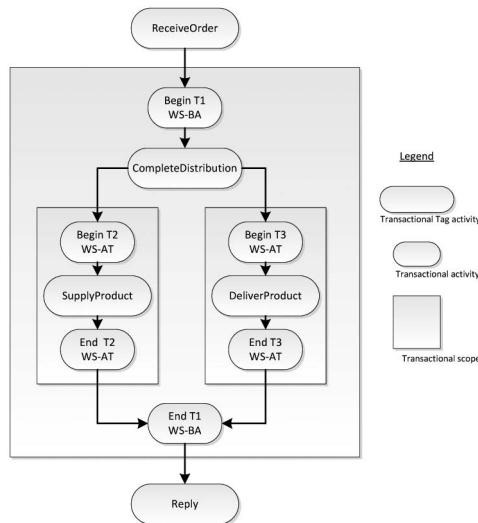 ReceiveOrder
Begin T1
WS-BA
CompleteDistribution
Begin T2
WS-AT
Begin T3
WS-AT
SupplyProduct
DeliverProduct
End T2
WS-AT
End T3
WS-AT
End T1
WS-BA
Reply
Legend
Transactional Tag activity
Transactional activity
Transactional scope